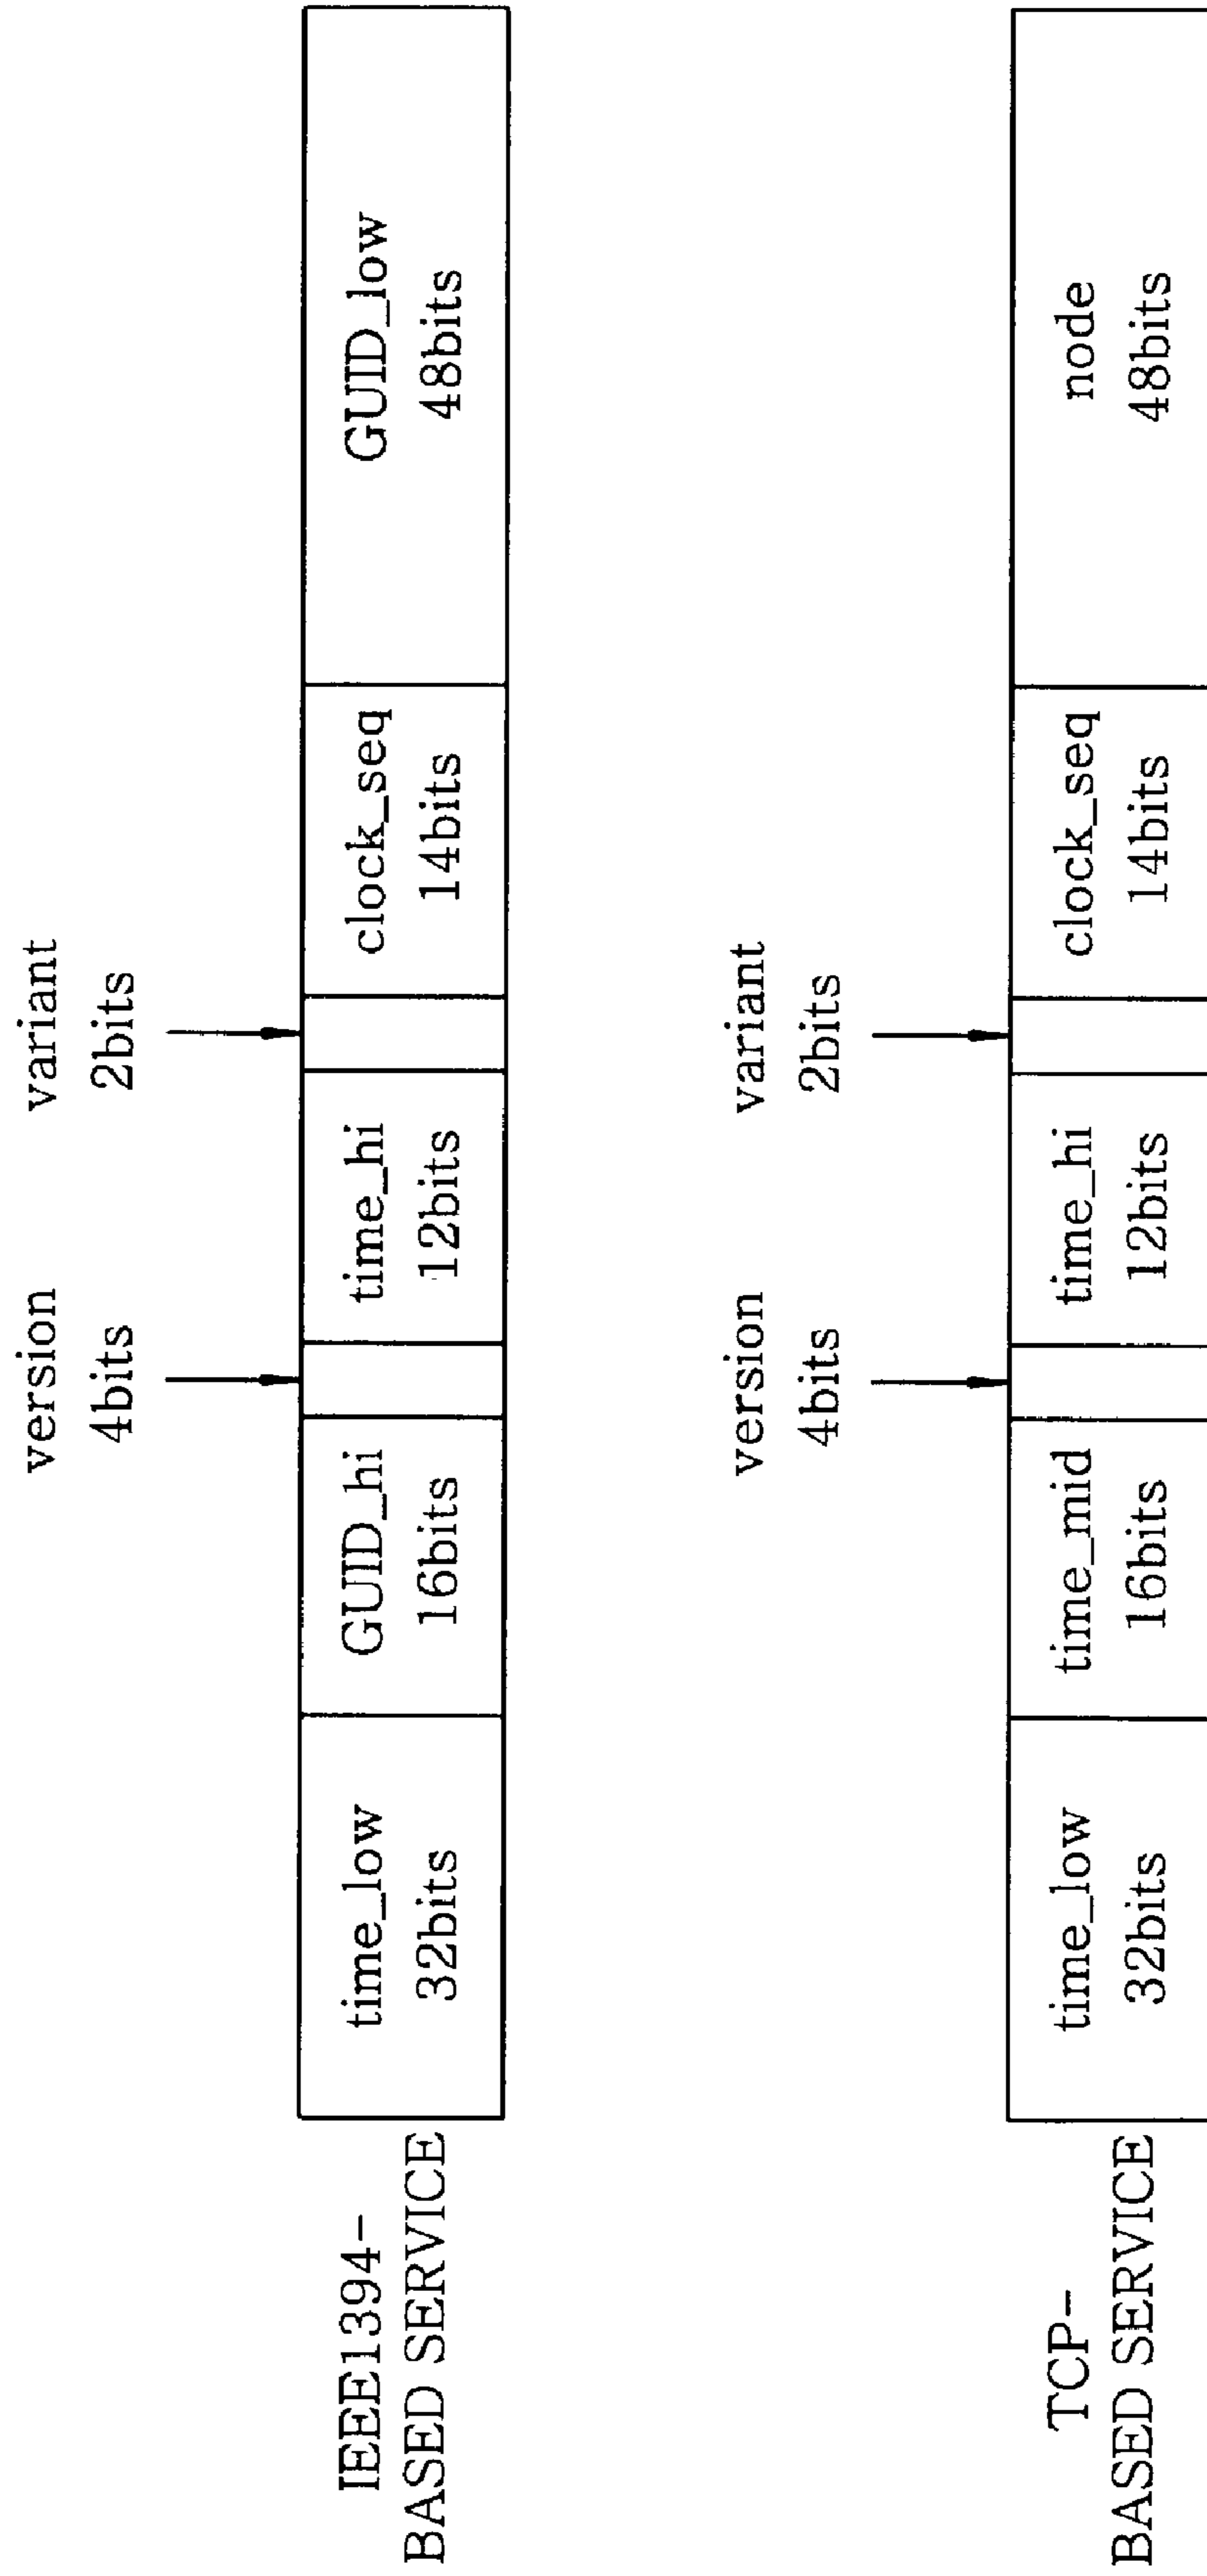 version
4bits
variant
2bits
IEEE1394-
BASED SERVICE
time_low
32bits
GUID_hi
16bits
time_hi
12bits
clock_seq
14bits
GUID_low
48bits
version
4bits
variant
2bits
TCP-
BASED SERVICE
time_low
32bits
time_mid
16bits
time_hi
12bits
clock_seq
14bits
node
48bits